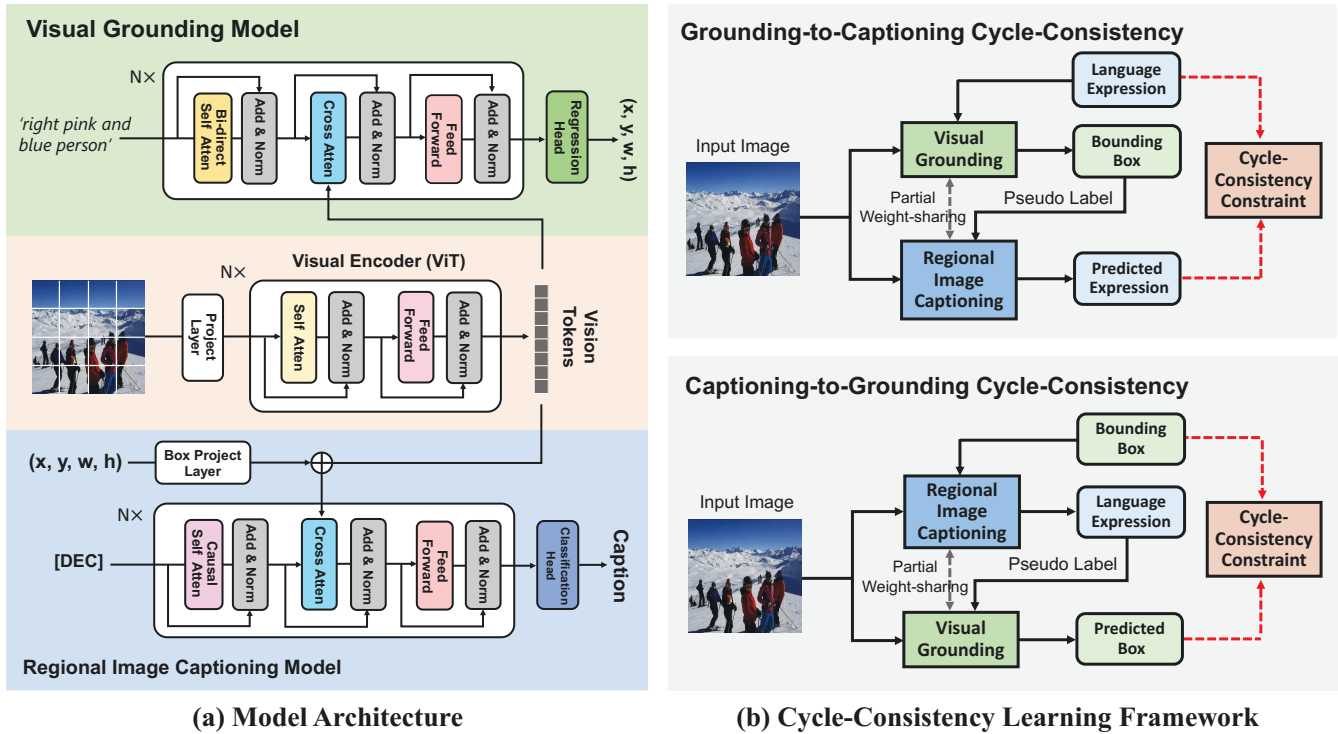 Visual Grounding Model
N×
'right pink and
blue person'
Bi-direct
Self Atten
Add & Norm
Cross Atten
Add & Norm
Feed
Forward
Add & Norm
Regression
Head
(x, y, w, h)
Visual Encoder (ViT)
N×
Project
Layer
Self Atten
Add & Norm
Feed
Forward
Add & Norm
Vision
Tokens
(x, y, w, h)
Box Project
Layer
N×
[DEC]
Causal
Self Atten
Add & Norm
Cross Atten
Add & Norm
Feed
Forward
Add & Norm
Classification
Head
Caption
Regional Image Captioning Model
(a) Model Architecture
Grounding-to-Captioning Cycle-Consistency
Language
Expression
Input Image
Visual
Grounding
Bounding
Box
Cycle-
Consistency
Constraint
Partial
Weight-sharing
Pseudo Label
Regional
Image
Captioning
Predicted
Expression
Captioning-to-Grounding Cycle-Consistency
Bounding
Box
Input Image
Regional
Image
Captioning
Language
Expression
Cycle-
Consistency
Constraint
Partial
Weight-sharing
Pseudo Label
Visual
Grounding
Predicted
Box
(b) Cycle-Consistency Learning Framework